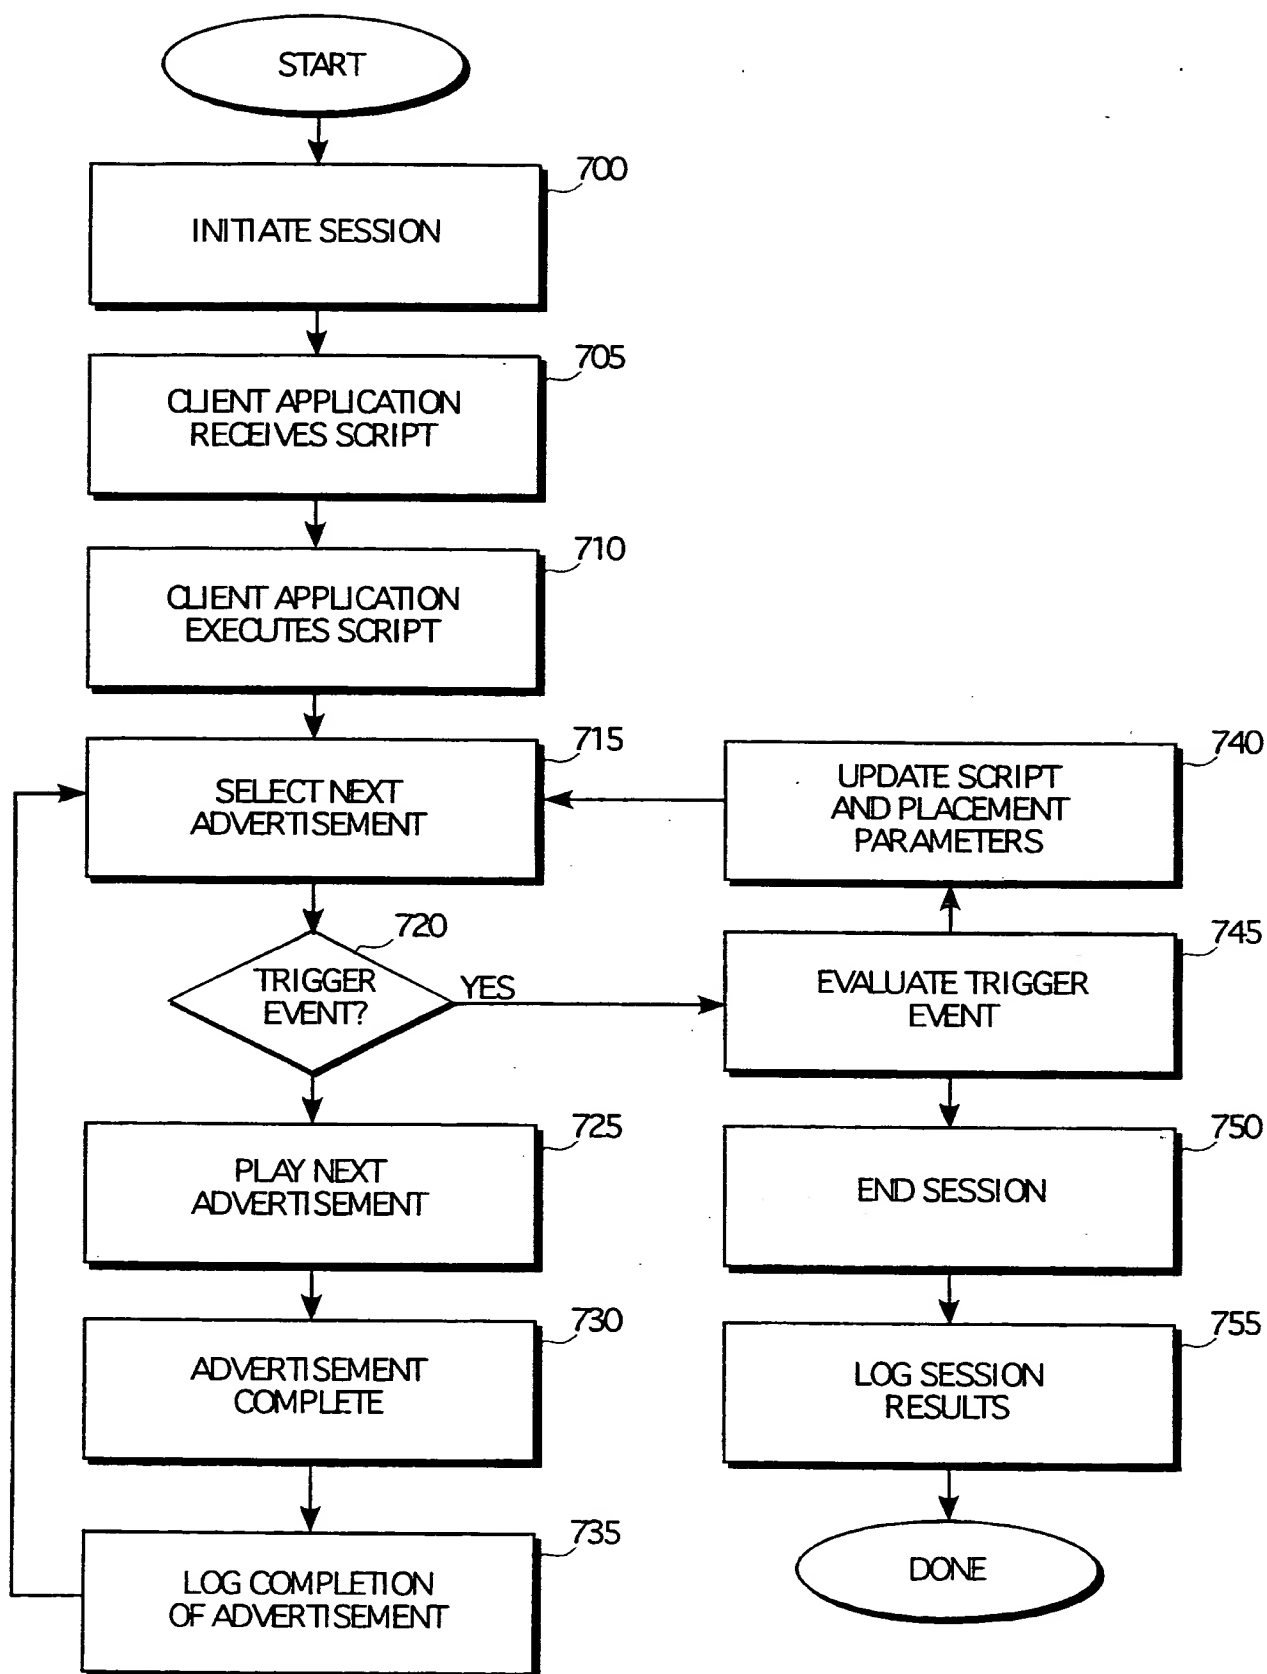 START
700
INITIATE SESSION
705
CLIENT APPLICATION
RECEIVES SCRIPT
710
CLIENT APPLICATION
EXECUTES SCRIPT
715
SELECT NEXT
ADVERTISEMENT
720
TRIGGER
EVENT?
YES
725
PLAY NEXT
ADVERTISEMENT
730
ADVERTISEMENT
COMPLETE
735
LOG COMPLETION
OF ADVERTISEMENT
740
UPDATE SCRIPT
AND PLACEMENT
PARAMETERS
745
EVALUATE TRIGGER
EVENT
750
END SESSION
755
LOG SESSION
RESULTS
DONE